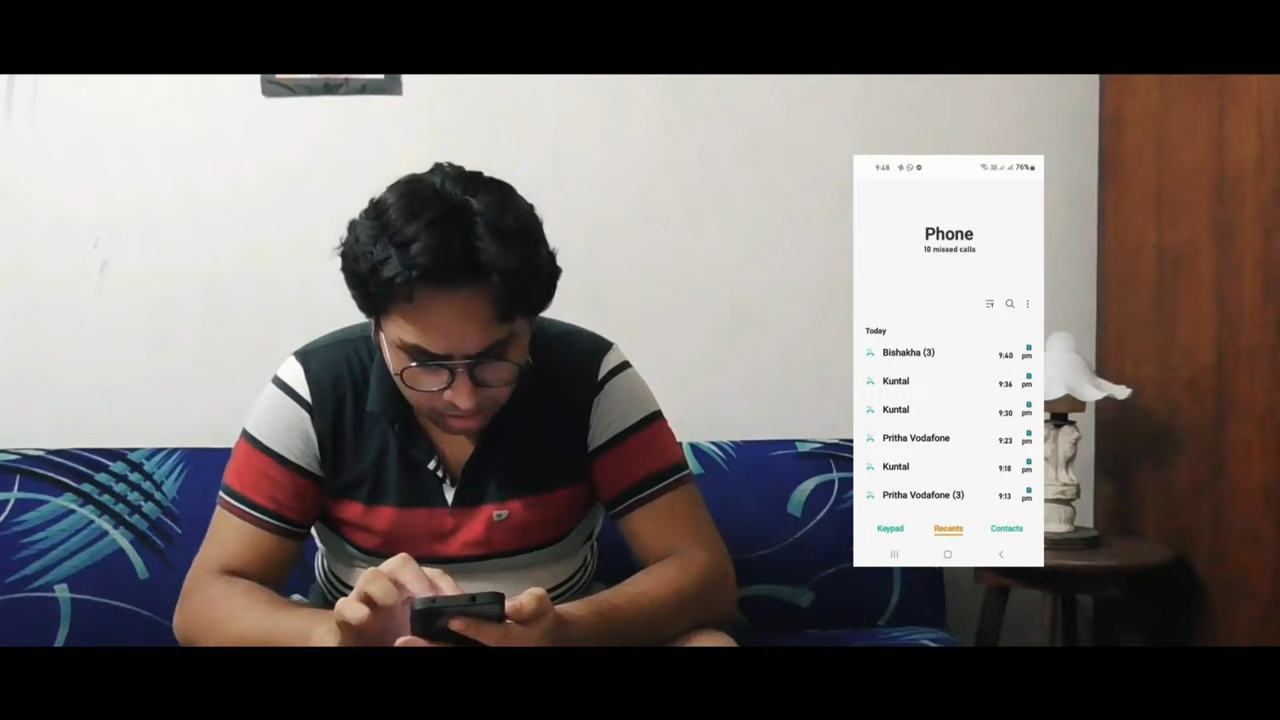 9:48
76%
Phone
10 missed calls
Today
Bishakha (3) 9:40 pm
Kuntal 9:36 pm
Kuntal 9:30 pm
Pritha Vodafone 9:23 pm
Kuntal 9:18 pm
Pritha Vodafone (3) 9:13 pm
Keypad Recents Contacts